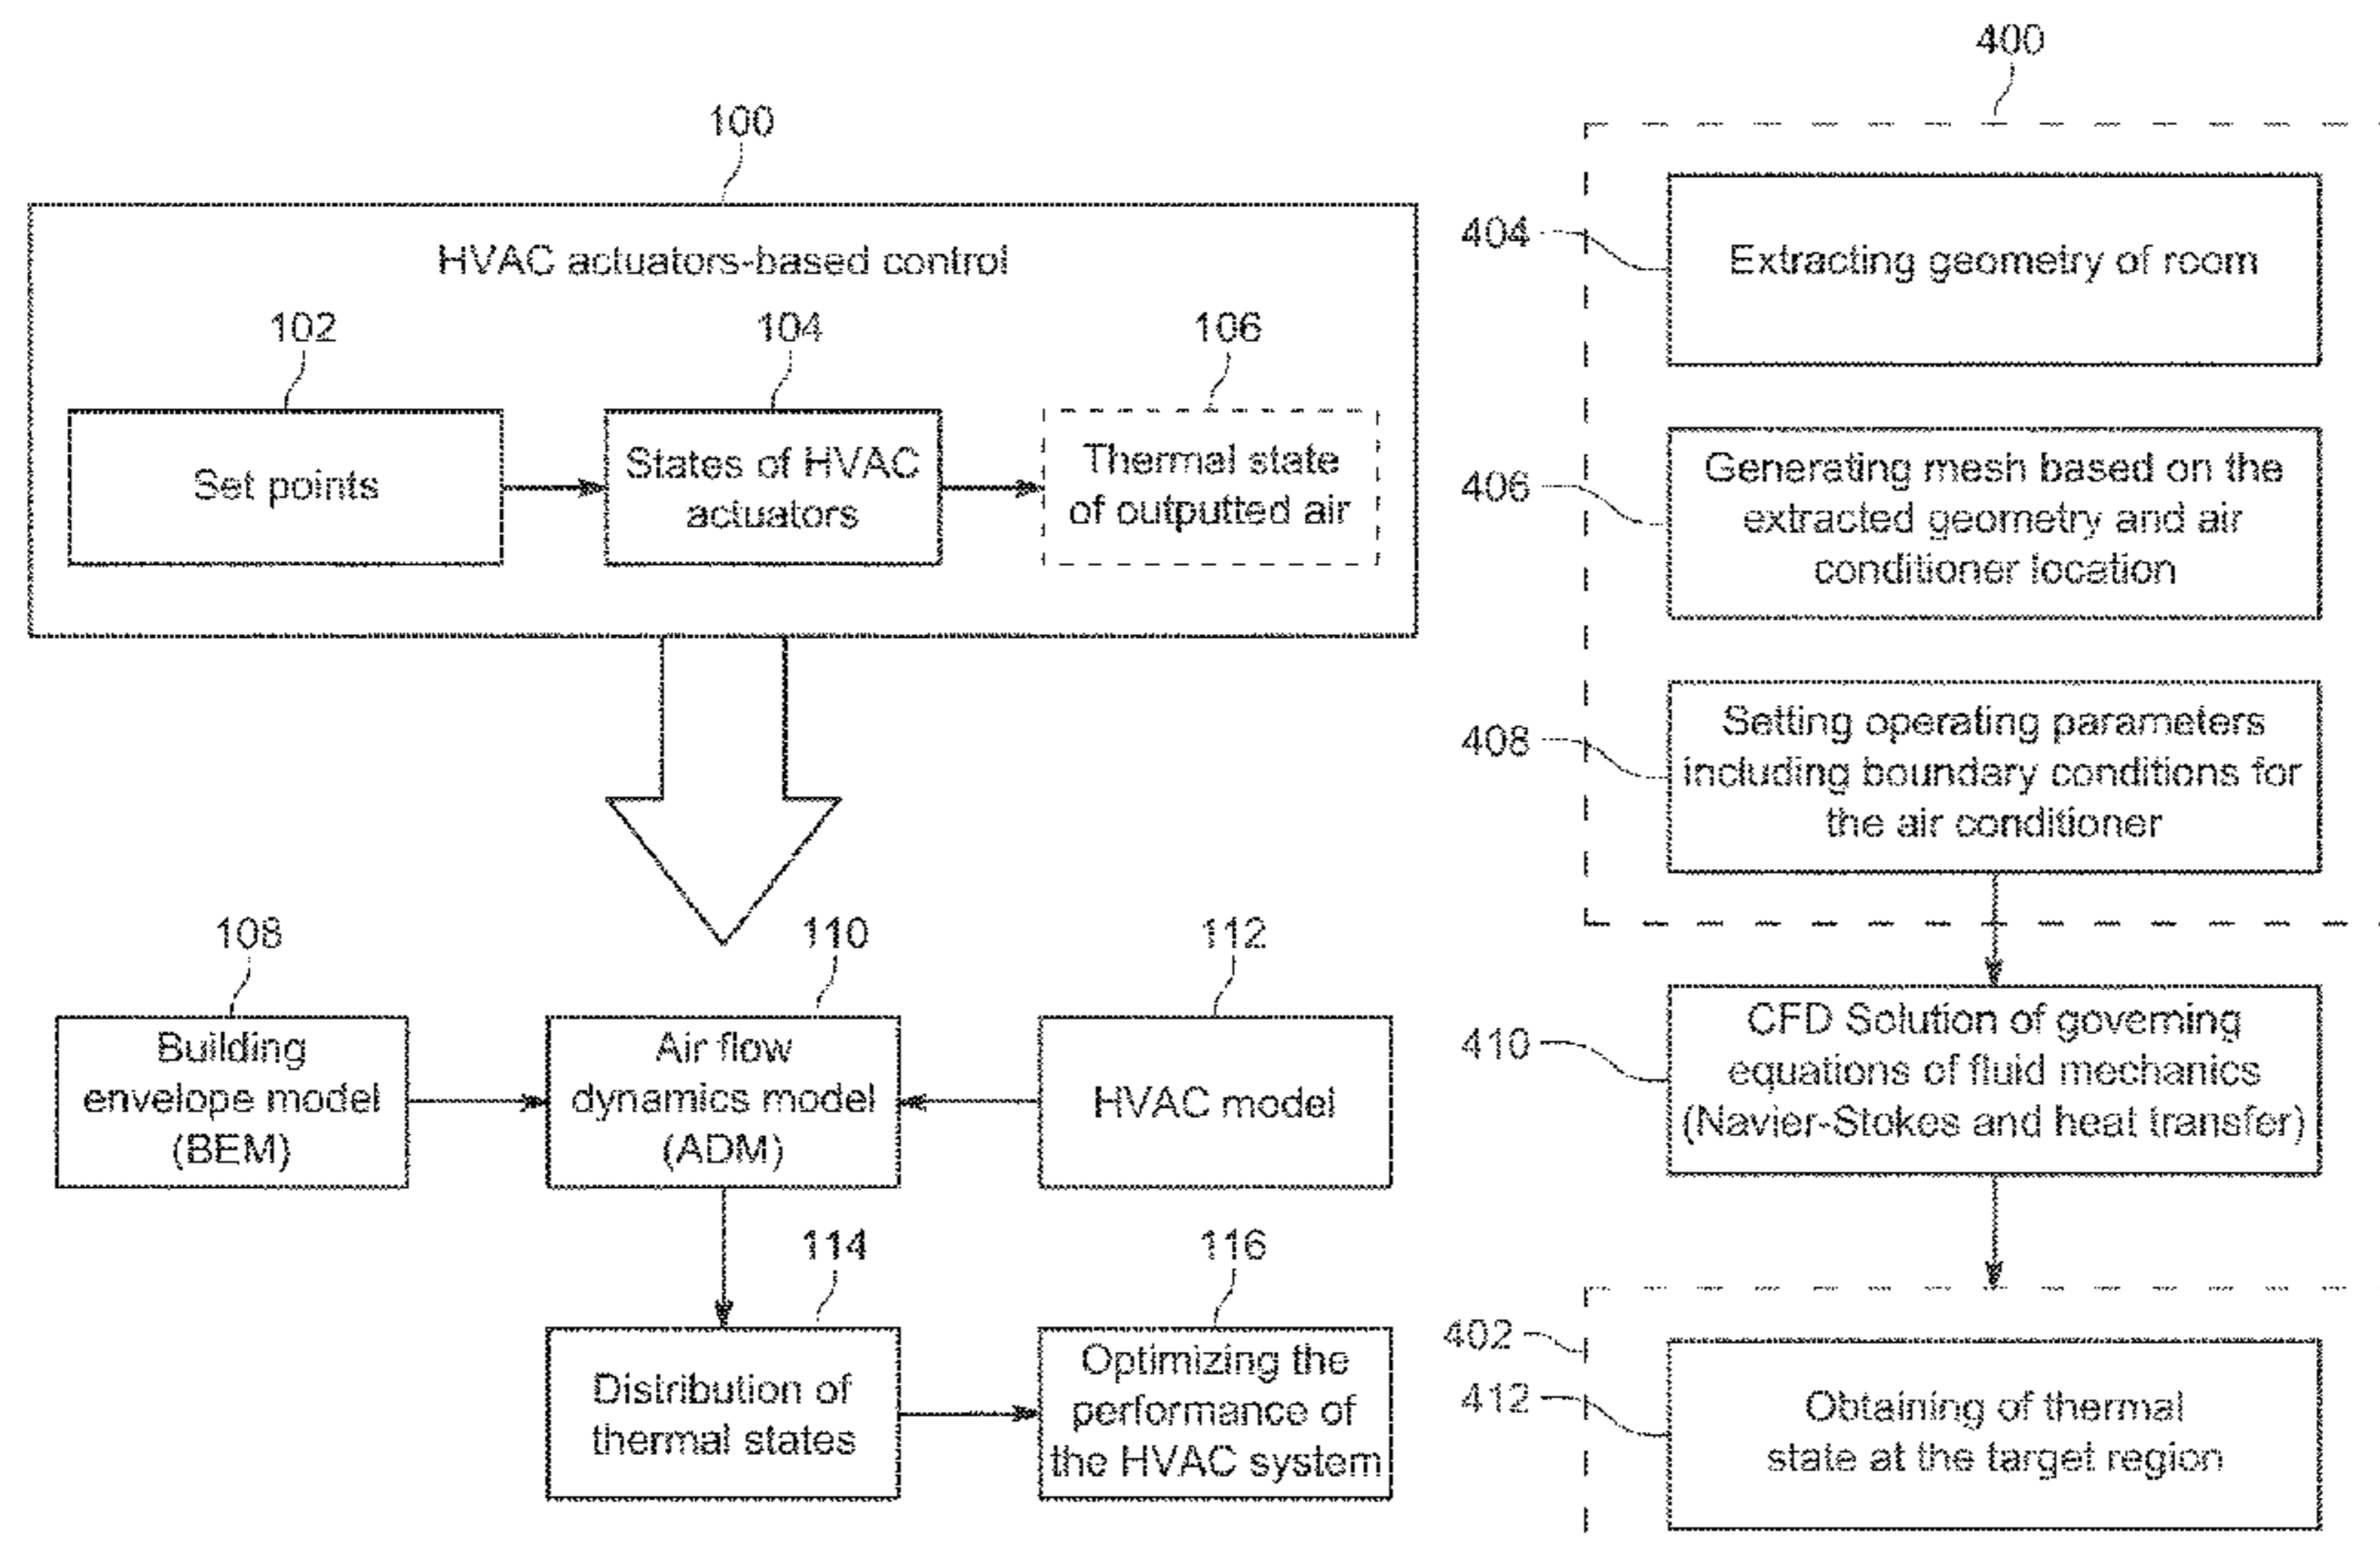 100
HVAC actuators-based control
102
104
106
Set points
States of HVAC
actuators
Thermal state
of outputted air
108
110
112
Building
envelope model
(BEM)
Air flow
dynamics model
(ADM)
HVAC model
114
116
Distribution of
thermal states
Optimizing the
performance of
the HVAC system
400
404
Extracting geometry of room
406
Generating mesh based on the
extracted geometry and air
conditioner location
408
Setting operating parameters
including boundary conditions for
the air conditioner
410
CFD Solution of governing
equations of fluid mechanics
(Navier-Stokes and heat transfer)
402
412
Obtaining of thermal
state at the target region